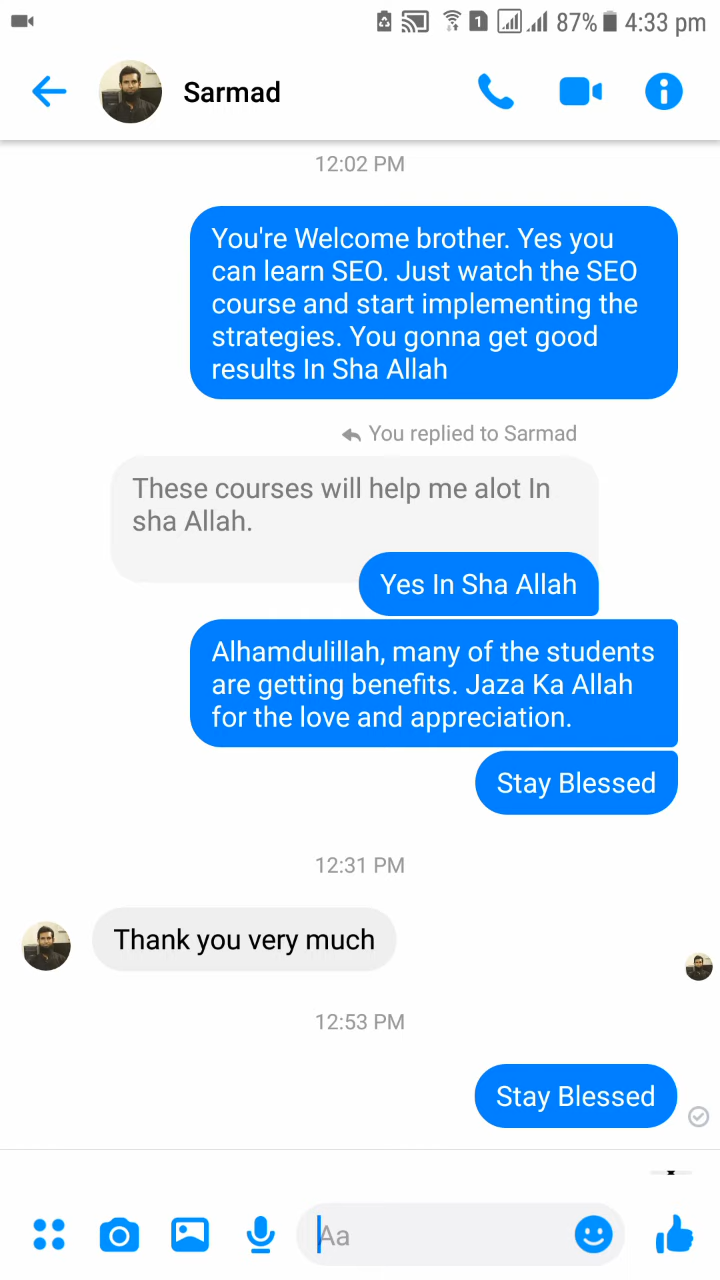 1 87% 4:33 pm
Sarmad
12:02 PM
You're Welcome brother. Yes you
can learn SEO. Just watch the SEO
course and start implementing the
strategies. You gonna get good
results In Sha Allah
You replied to Sarmad
These courses will help me alot In
sha Allah.
Yes In Sha Allah
Alhamdulillah, many of the students
are getting benefits. Jaza Ka Allah
for the love and appreciation.
Stay Blessed
12:31 PM
Thank you very much
12:53 PM
Stay Blessed
Aa